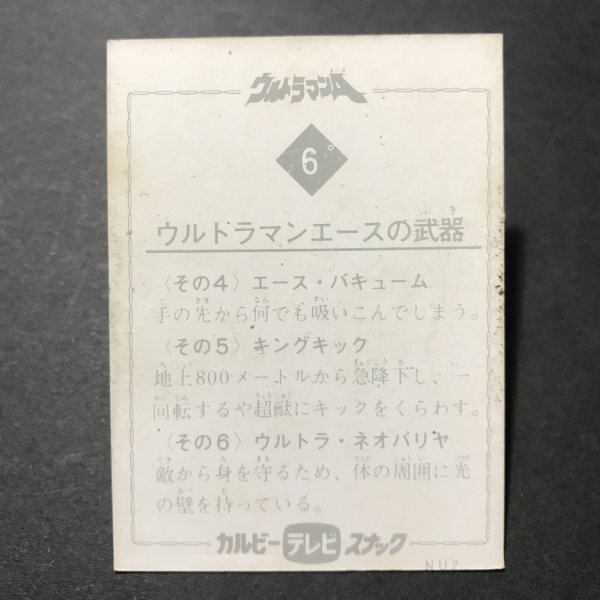 ウルトラマンA
6
ウルトラマンエースの武器
〈その4〉エース・バキューム
手の先から何でも吸いこんでしまう。
〈その5〉キングキック
地上800メートルから急降下し、一
回転するや超獣にキックをくらわす。
〈その6〉ウルトラ・ネオバリヤ
敵から身を守るため、体の周囲に光
の壁を持っている。
カルビーテレビスナック
NU2